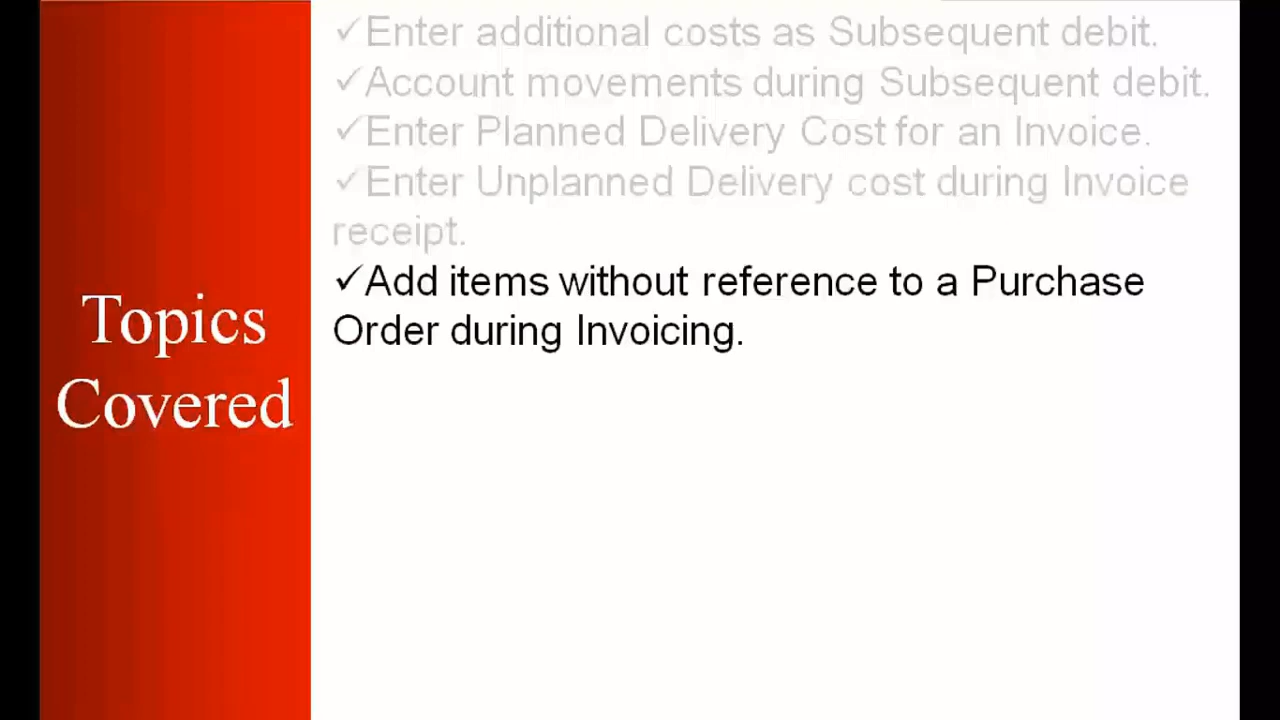 Topics
Covered
✓Enter additional costs as Subsequent debit.
✓Account movements during Subsequent debit.
✓Enter Planned Delivery Cost for an Invoice.
✓Enter Unplanned Delivery cost during Invoice
receipt.
✓Add items without reference to a Purchase
Order during Invoicing.